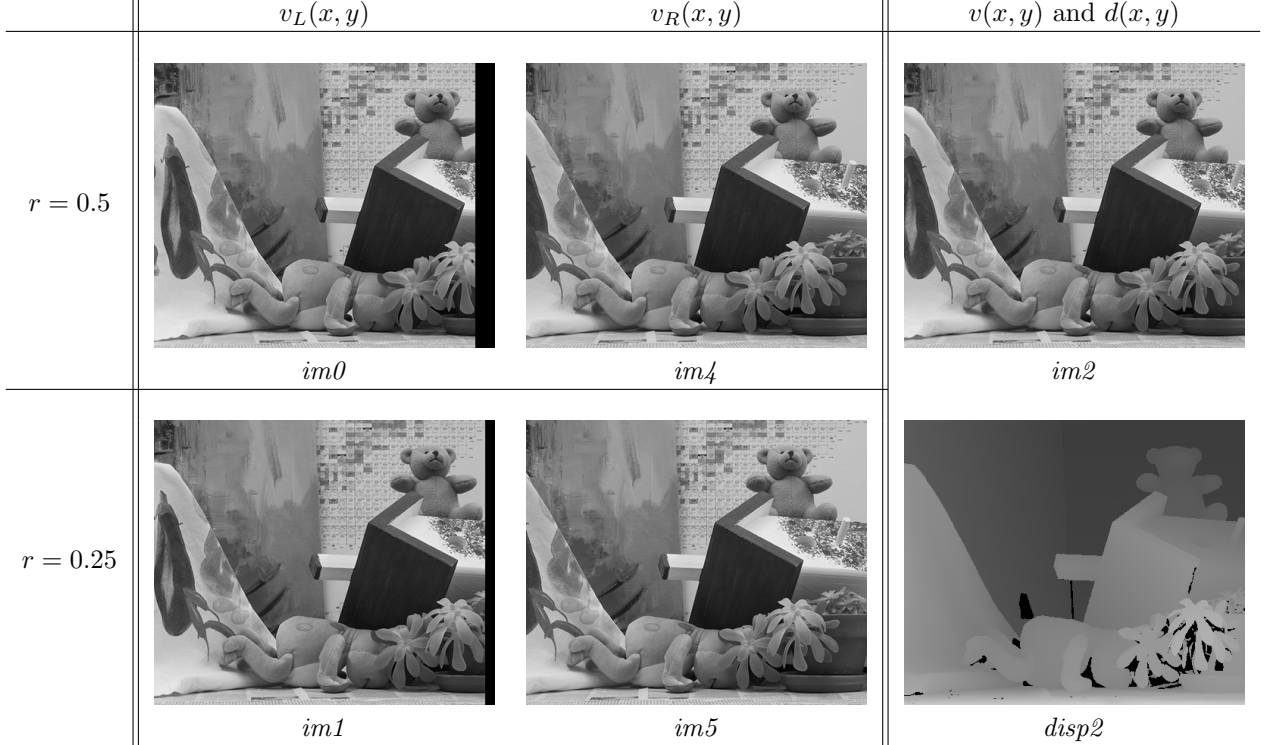 $v_L(x, y)$ $v_R(x, y)$ $v(x, y)$ and $d(x, y)$
$r = 0.5$
im0 im4 im2
$r = 0.25$
im1 im5 disp2